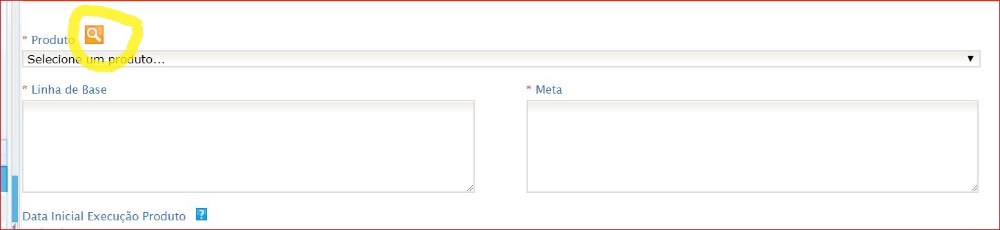 * Produto
Selecione um produto...
* Linha de Base
* Meta
Data Inicial Execução Produto ?